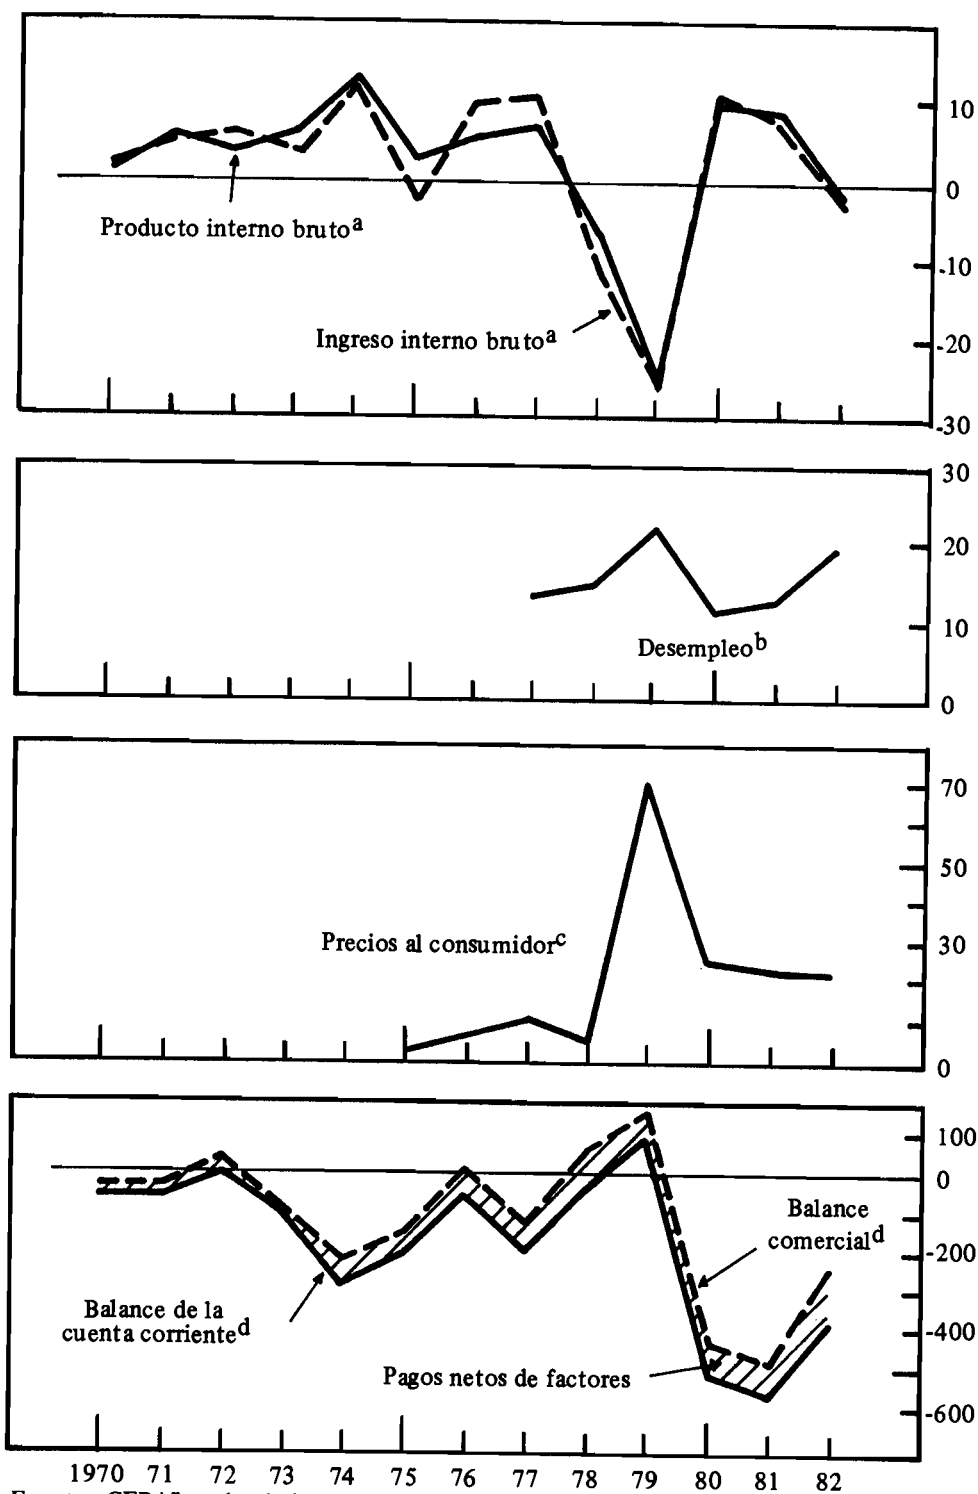 10
0
-10
-20
-30
Producto interno bruto a
Ingreso interno bruto a
30
20
10
0
Desempleo b
70
50
30
0
Precios al consumidor c
100
0
-200
-400
-600
Balance
comercial d
Balance de la
cuenta corriente d
Pagos netos de factores
1970 71 72 73 74 75 76 77 78 79 80 81 82